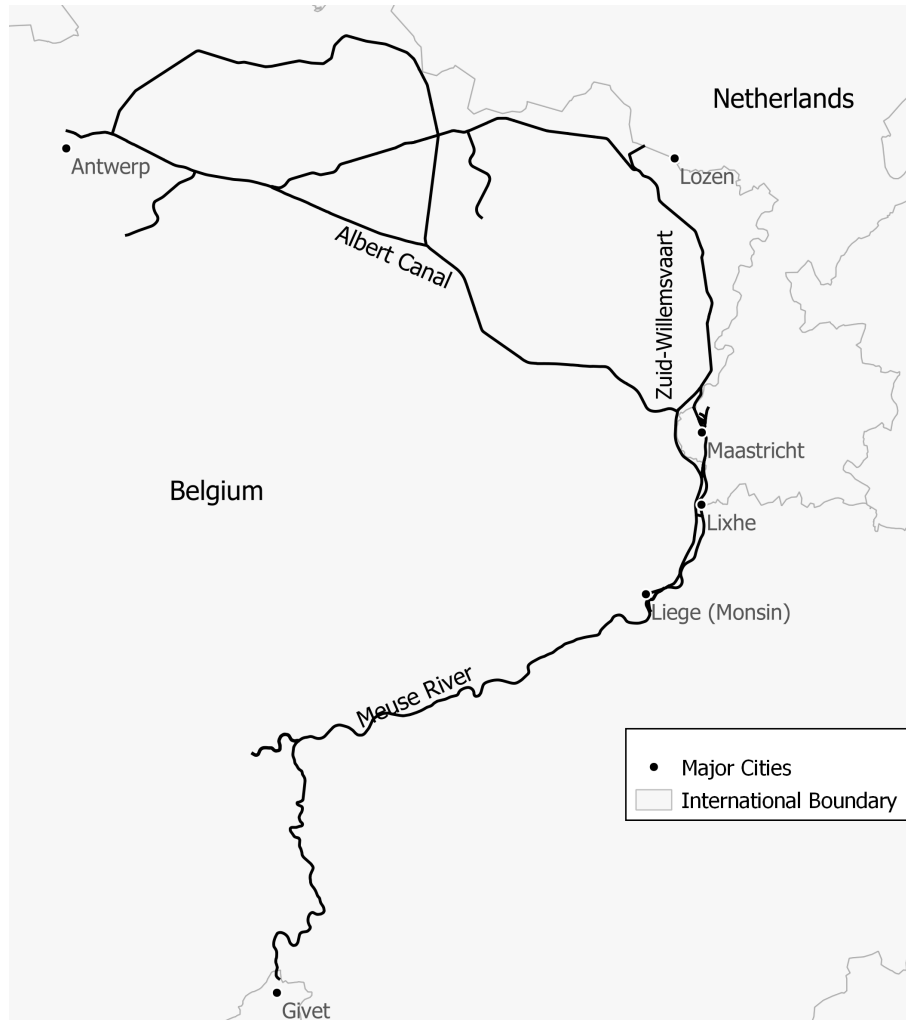 Netherlands
Antwerp
Lozen
Albert Canal
Zuid-Willemsvaart
Maastricht
Belgium
Lixhe
Liege (Monsin)
Meuse River
Major Cities
International Boundary
Givet